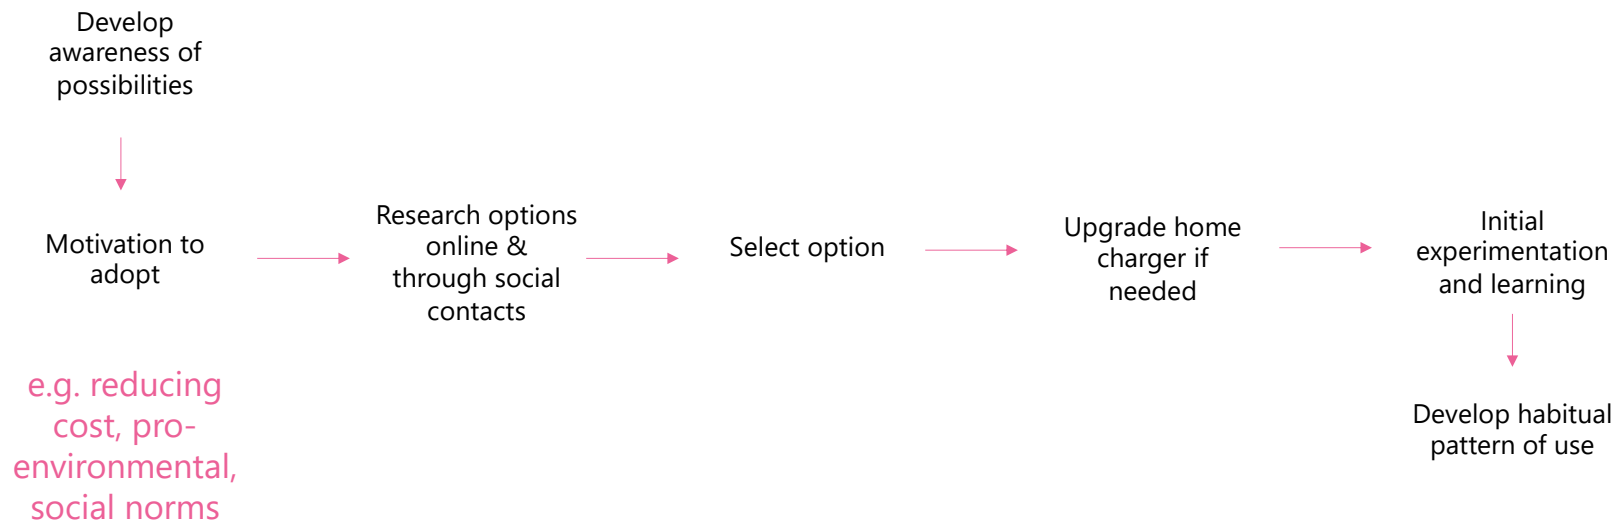 Develop
awareness of
possibilities
Motivation to
adopt
e.g. reducing
cost, pro-
environmental,
social norms
Research options
online &
through social
contacts
Select option
Upgrade home
charger if
needed
Initial
experimentation
and learning
Develop habitual
pattern of use